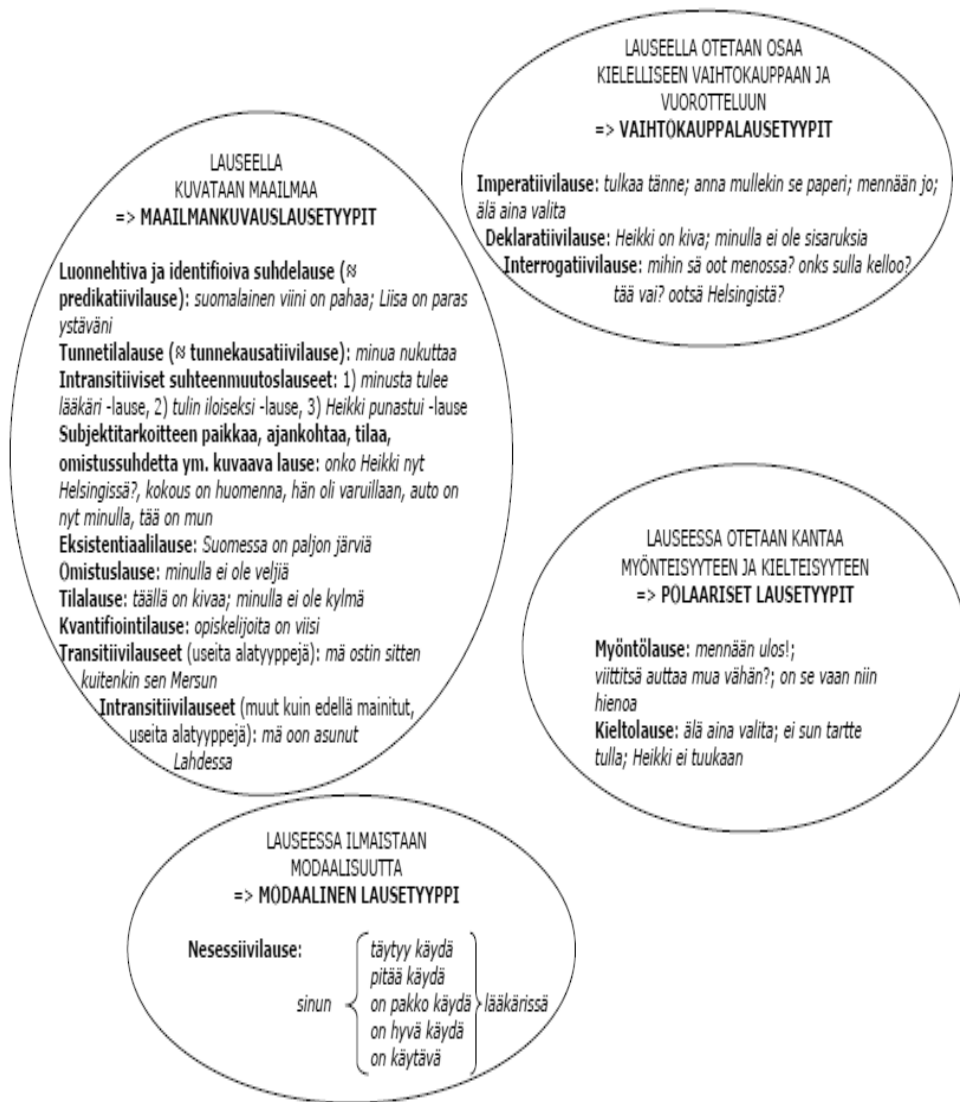 LAUSEELLA OTETAAN OSAA
KIELELLISEEN VAIHTOKAUPPAAN JA
VUOROTTELUUN
=> VAIHTOKAUPPALAUSETYYPIT
Imperatiivilause: tulkaa tänne; anna mullekin se paperi; mennään jo;
älä aina valita
Deklaratiivilause: Heikki on kiva; minulla ei ole sisaruksia
Interrogatiivilause: mihin sä oot menossa? onks sulla kelloo?
tää vai? ootsä Helsingistä?
LAUSEELLA
KUVATAAN MAAILMAA
=> MAAILMANKUVAUSLAUSETYYPIT
Luonnehtiva ja identifioiva suhdelause (≈
predikatiivilause): suomalainen viini on pahaa; Liisa on paras
ystäväni
Tunnetilalause (≈ tunnekausatiivilause): minua nukuttaa
Intransitiiviset suhteenmuutoslauseet: 1) minusta tulee
lääkäri -lause, 2) tulin iloiseksi -lause, 3) Heikki punastui -lause
Subjektitarkoitteen paikkaa, ajankohtaa, tilaa,
omistussuhdetta ym. kuvaava lause: onko Heikki nyt
Helsingissä?, kokous on huomenna, hän oli varuillaan, auto on
nyt minulla, tää on mun
Eksistentiaalilause: Suomessa on paljon järviä
Omistuslause: minulla ei ole veljiä
Tilalause: täällä on kivaa; minulla ei ole kylmä
Kvantifiointilause: opiskelijoita on viisi
Transitiivilauseet (useita alatyyppejä): mä ostin sitten
kuitenkin sen Mersun
Intransitiivilauseet (muut kuin edellä mainitut,
useita alatyyppejä): mä oon asunut
Lahdessa
LAUSEESSA OTETAAN KANTAA
MYÖNTEISYYTEEN JA KIELTEISYYTEEN
=> POLAARISET LAUSETYYPIT
Myöntölause: mennään ulos!;
viittitsä auttaa mua vähän?; on se vaan niin
hienoa
Kieltolause: älä aina valita; ei sun tartte
tulla; Heikki ei tuukaan
LAUSEESSA ILMAISTAAN
MODAALISUUTTA
=> MODAALINEN LAUSETYYPPI
Nesessiivilause: täytyy käydä
pitää käydä
sinun on pakko käydä lääkärissä
on hyvä käydä
on käytävä